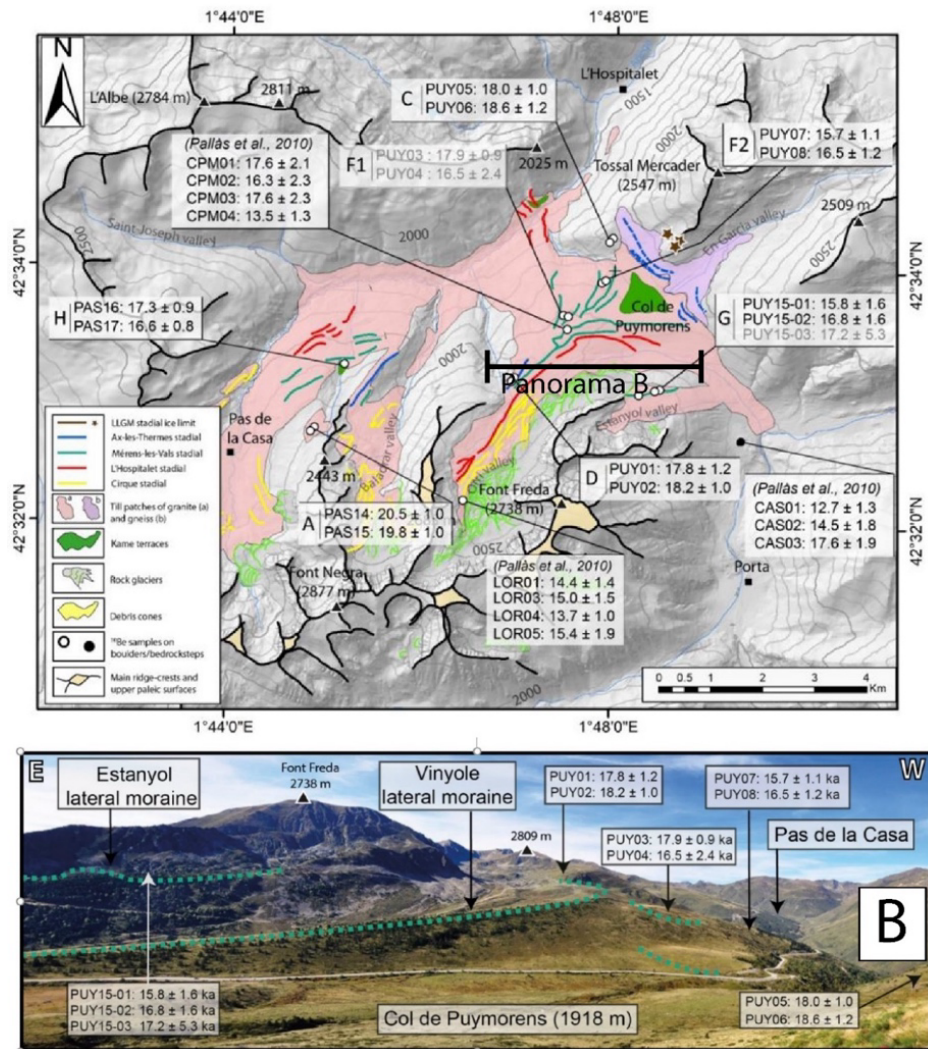 1°44'0"E
1°48'0"E
N
L'Albe (2784 m)
2811 m
C
PUY05: 18.0 ± 1.0
PUY06: 18.6 ± 1.2
L'Hospitalet
1500
2000
(Pallàs et al., 2010)
CPM01: 17.6 ± 2.1
CPM02: 16.3 ± 2.3
CPM03: 17.6 ± 2.3
CPM04: 13.5 ± 1.3
F1
PUY03 : 17.9 ± 0.9
PUY04 : 16.5 ± 2.4
2025 m
Tossal Mercader
(2547 m)
F2
PUY07: 15.7 ± 1.1
PUY08: 16.5 ± 1.2
2509 m
2500
Saint-Joseph valley
2000
En Garcia valley
2500
42°34'0"N
42°34'0"N
H
PAS16: 17.3 ± 0.9
PAS17: 16.6 ± 0.8
2000
Col de
Puymorens
G
PUY15-01: 15.8 ± 1.6
PUY15-02: 16.8 ± 1.6
PUY15-03: 17.2 ± 5.3
Panorama B
Estanyol valley
Pas de
la Casa
2443 m
valley
Font Freda
(2738 m)
D
PUY01: 17.8 ± 1.2
PUY02: 18.2 ± 1.0
A
PAS14: 20.5 ± 1.0
PAS15: 19.8 ± 1.0
2500
(Pallàs et al., 2010)
CAS01: 12.7 ± 1.3
CAS02: 14.5 ± 1.8
CAS03: 17.6 ± 1.9
42°32'0"N
42°32'0"N
Font Negra
(2877 m)
(Pallàs et al., 2010)
LOR01: 14.4 ± 1.4
LOR03: 15.0 ± 1.5
LOR04: 13.7 ± 1.0
LOR05: 15.4 ± 1.9
Porta
2000
LLGM stadial ice limit
Ax-les-Thermes stadial
Mérens-les-Vals stadial
L'Hospitalet stadial
Cirque stadial
a
b
Till patches of granite (a)
and gneiss (b)
Kame terraces
Rock glaciers
Debris cones
¹⁰Be samples on
boulders/bedrocksteps
Main ridge-crests and
upper paleic surfaces
0 0.5 1 2 3 4
Km
1°44'0"E
1°48'0"E
E
Estanyol
lateral moraine
Font Freda
2738 m
Vinyole
lateral moraine
PUY01: 17.8 ± 1.2
PUY02: 18.2 ± 1.0
PUY07: 15.7 ± 1.1 ka
PUY08: 16.5 ± 1.2 ka
W
2809 m
PUY03: 17.9 ± 0.9 ka
PUY04: 16.5 ± 2.4 ka
Pas de la Casa
B
PUY15-01: 15.8 ± 1.6 ka
PUY15-02: 16.8 ± 1.6 ka
PUY15-03: 17.2 ± 5.3 ka
Col de Puymorens (1918 m)
PUY05: 18.0 ± 1.0
PUY06: 18.6 ± 1.2